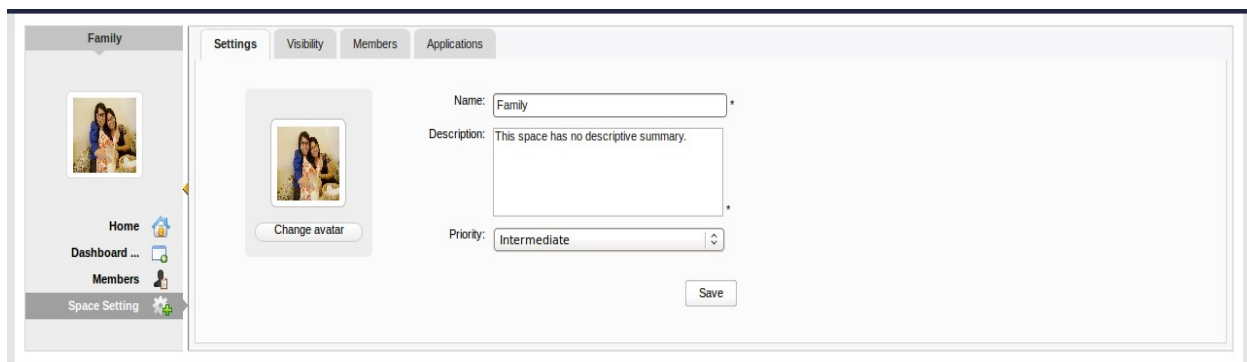 Family
Home
Dashboard ...
Members
Space Setting
Settings Visibility Members Applications
Change avatar
Name: Family *
Description: This space has no descriptive summary. *
Priority: Intermediate
Save